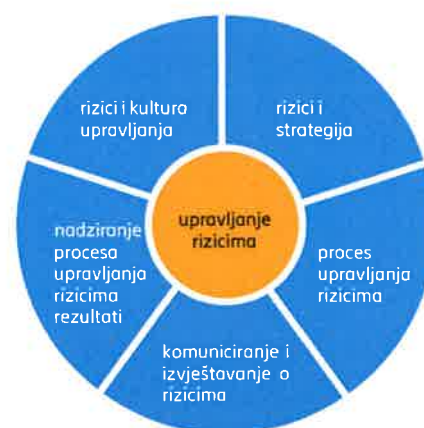 rizici i kultura
upravljanja
rizici i
strategija
upravljanje
rizicima
nadziranje
procesa
upravljanja
rizicima
rezultati
proces
upravljanja
rizicima
komuniciranje i
izvještavanje o
rizicima